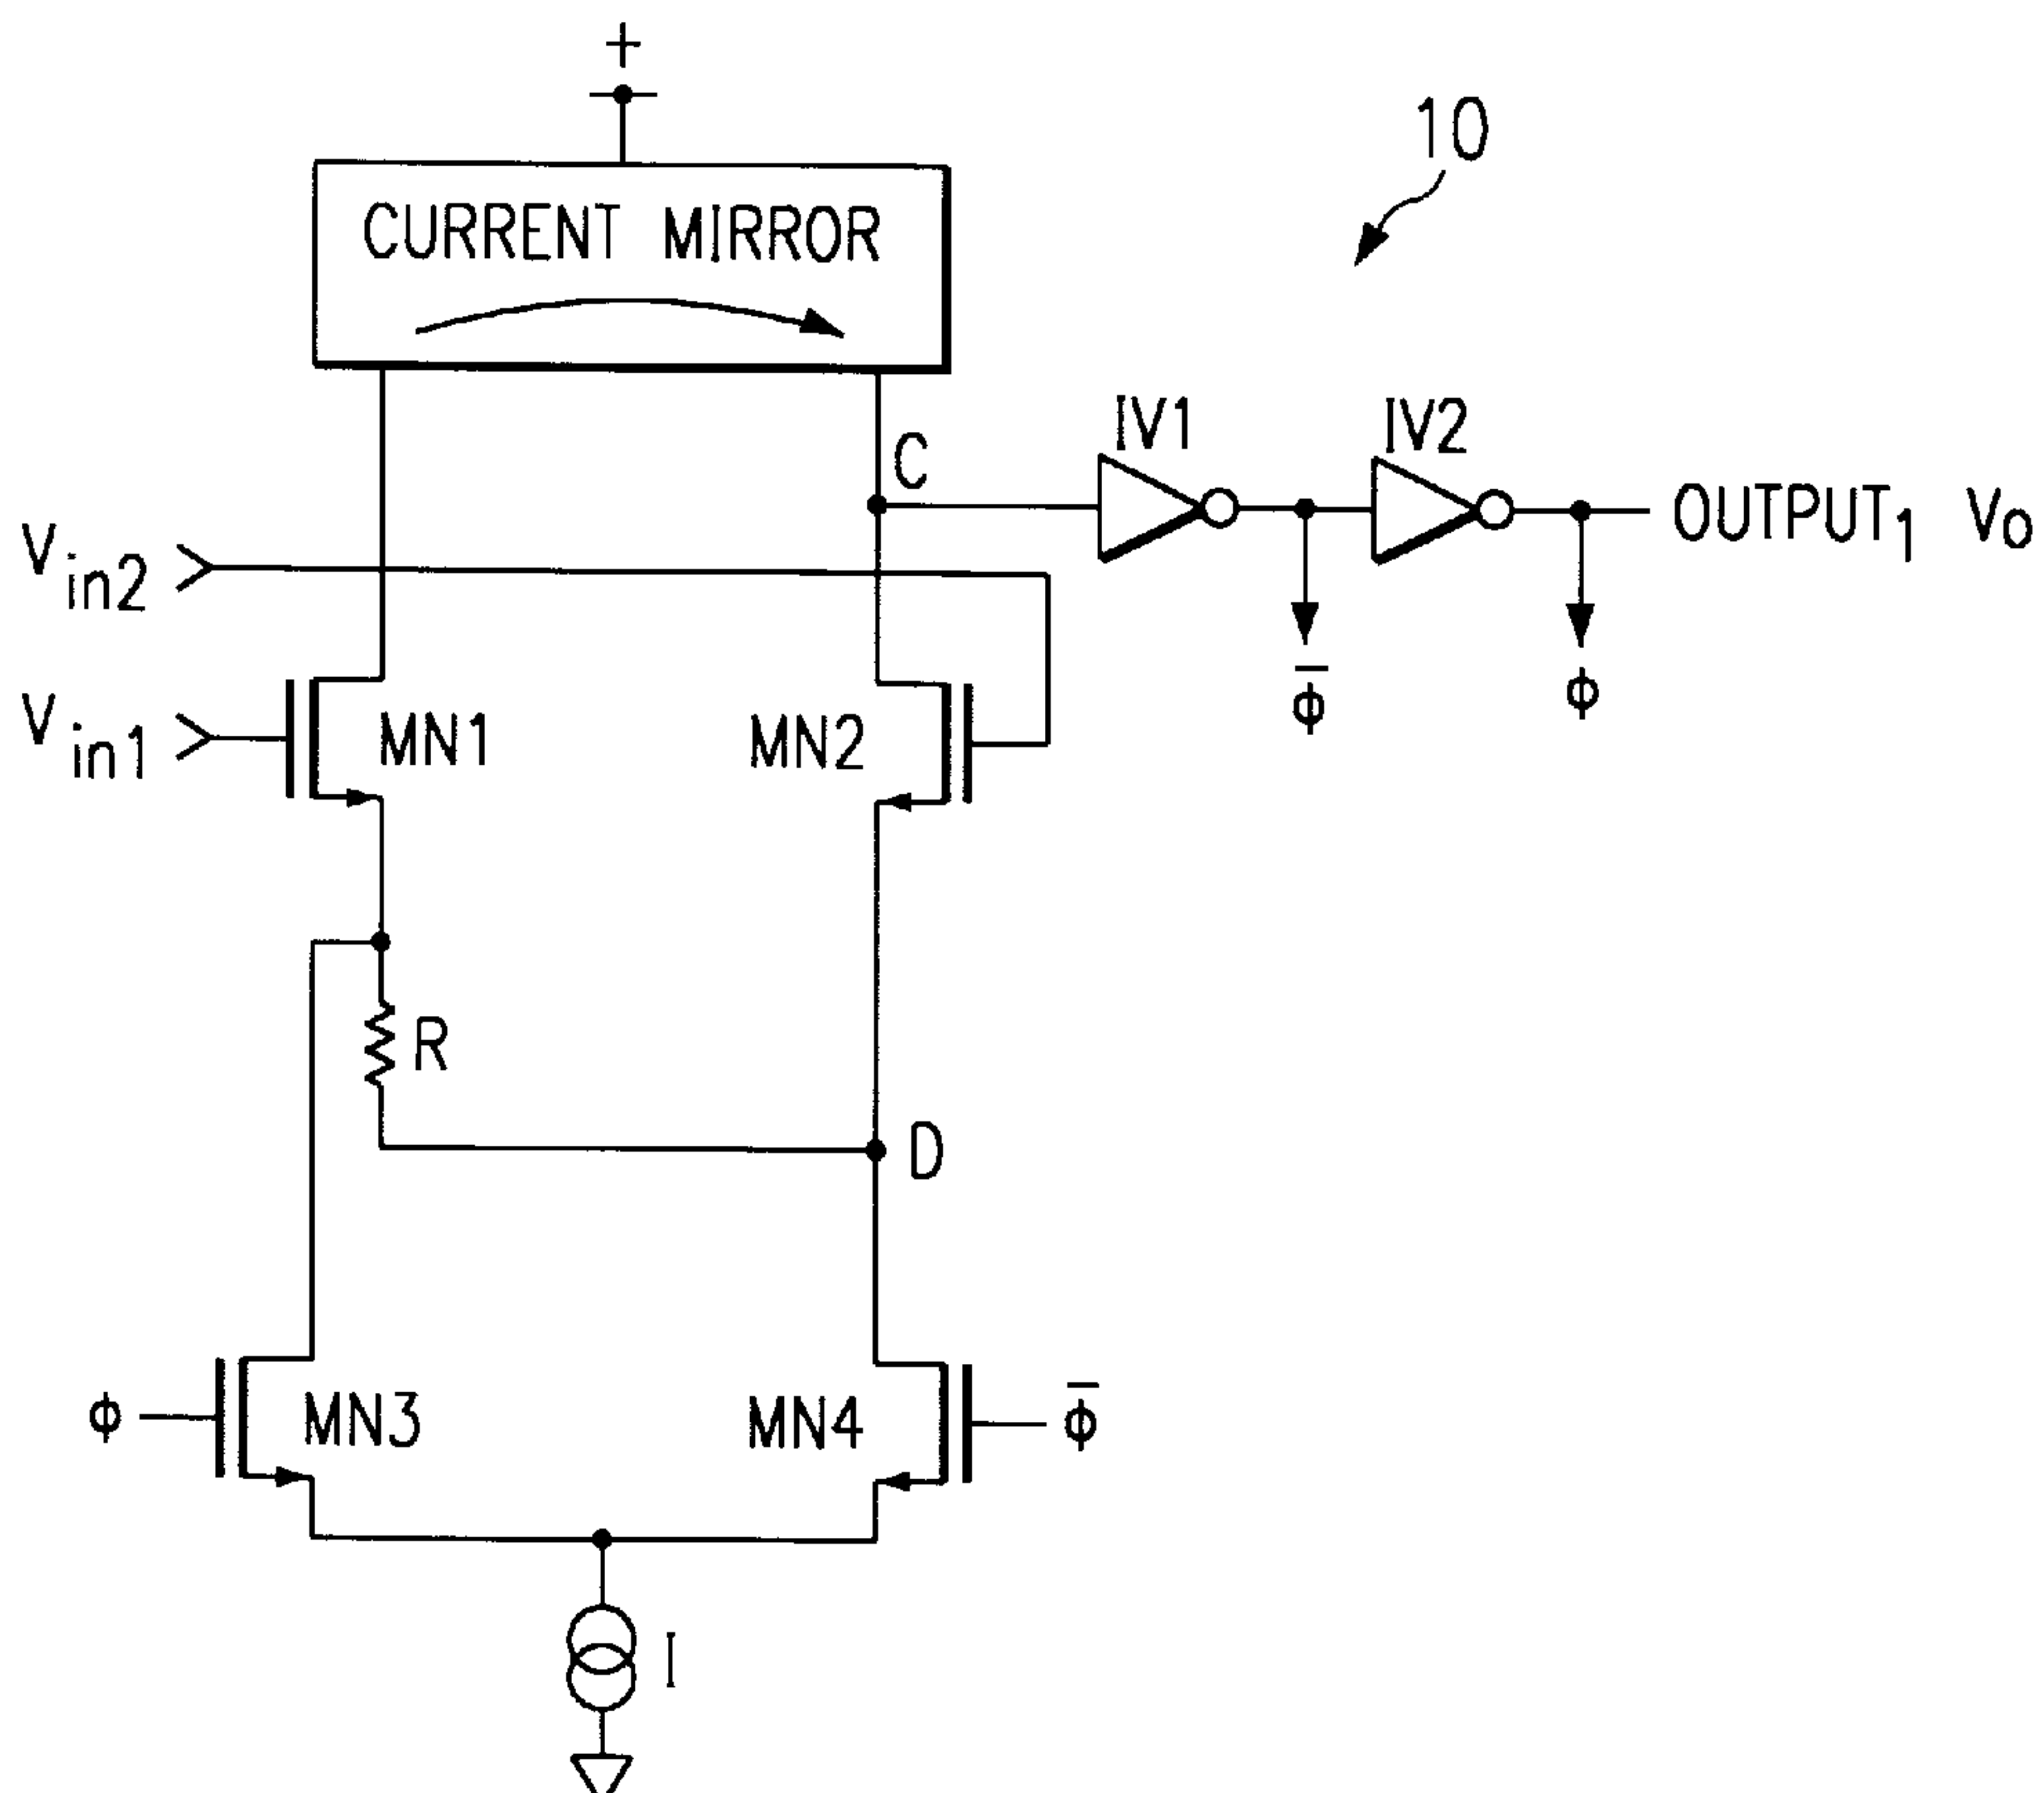 +
10
CURRENT MIRROR
IV1
IV2
C
OUTPUT1 Vo
Vin2
ϕ̅
ϕ
Vin1
MN1
MN2
R
D
ϕ
MN3
MN4
ϕ̅
I